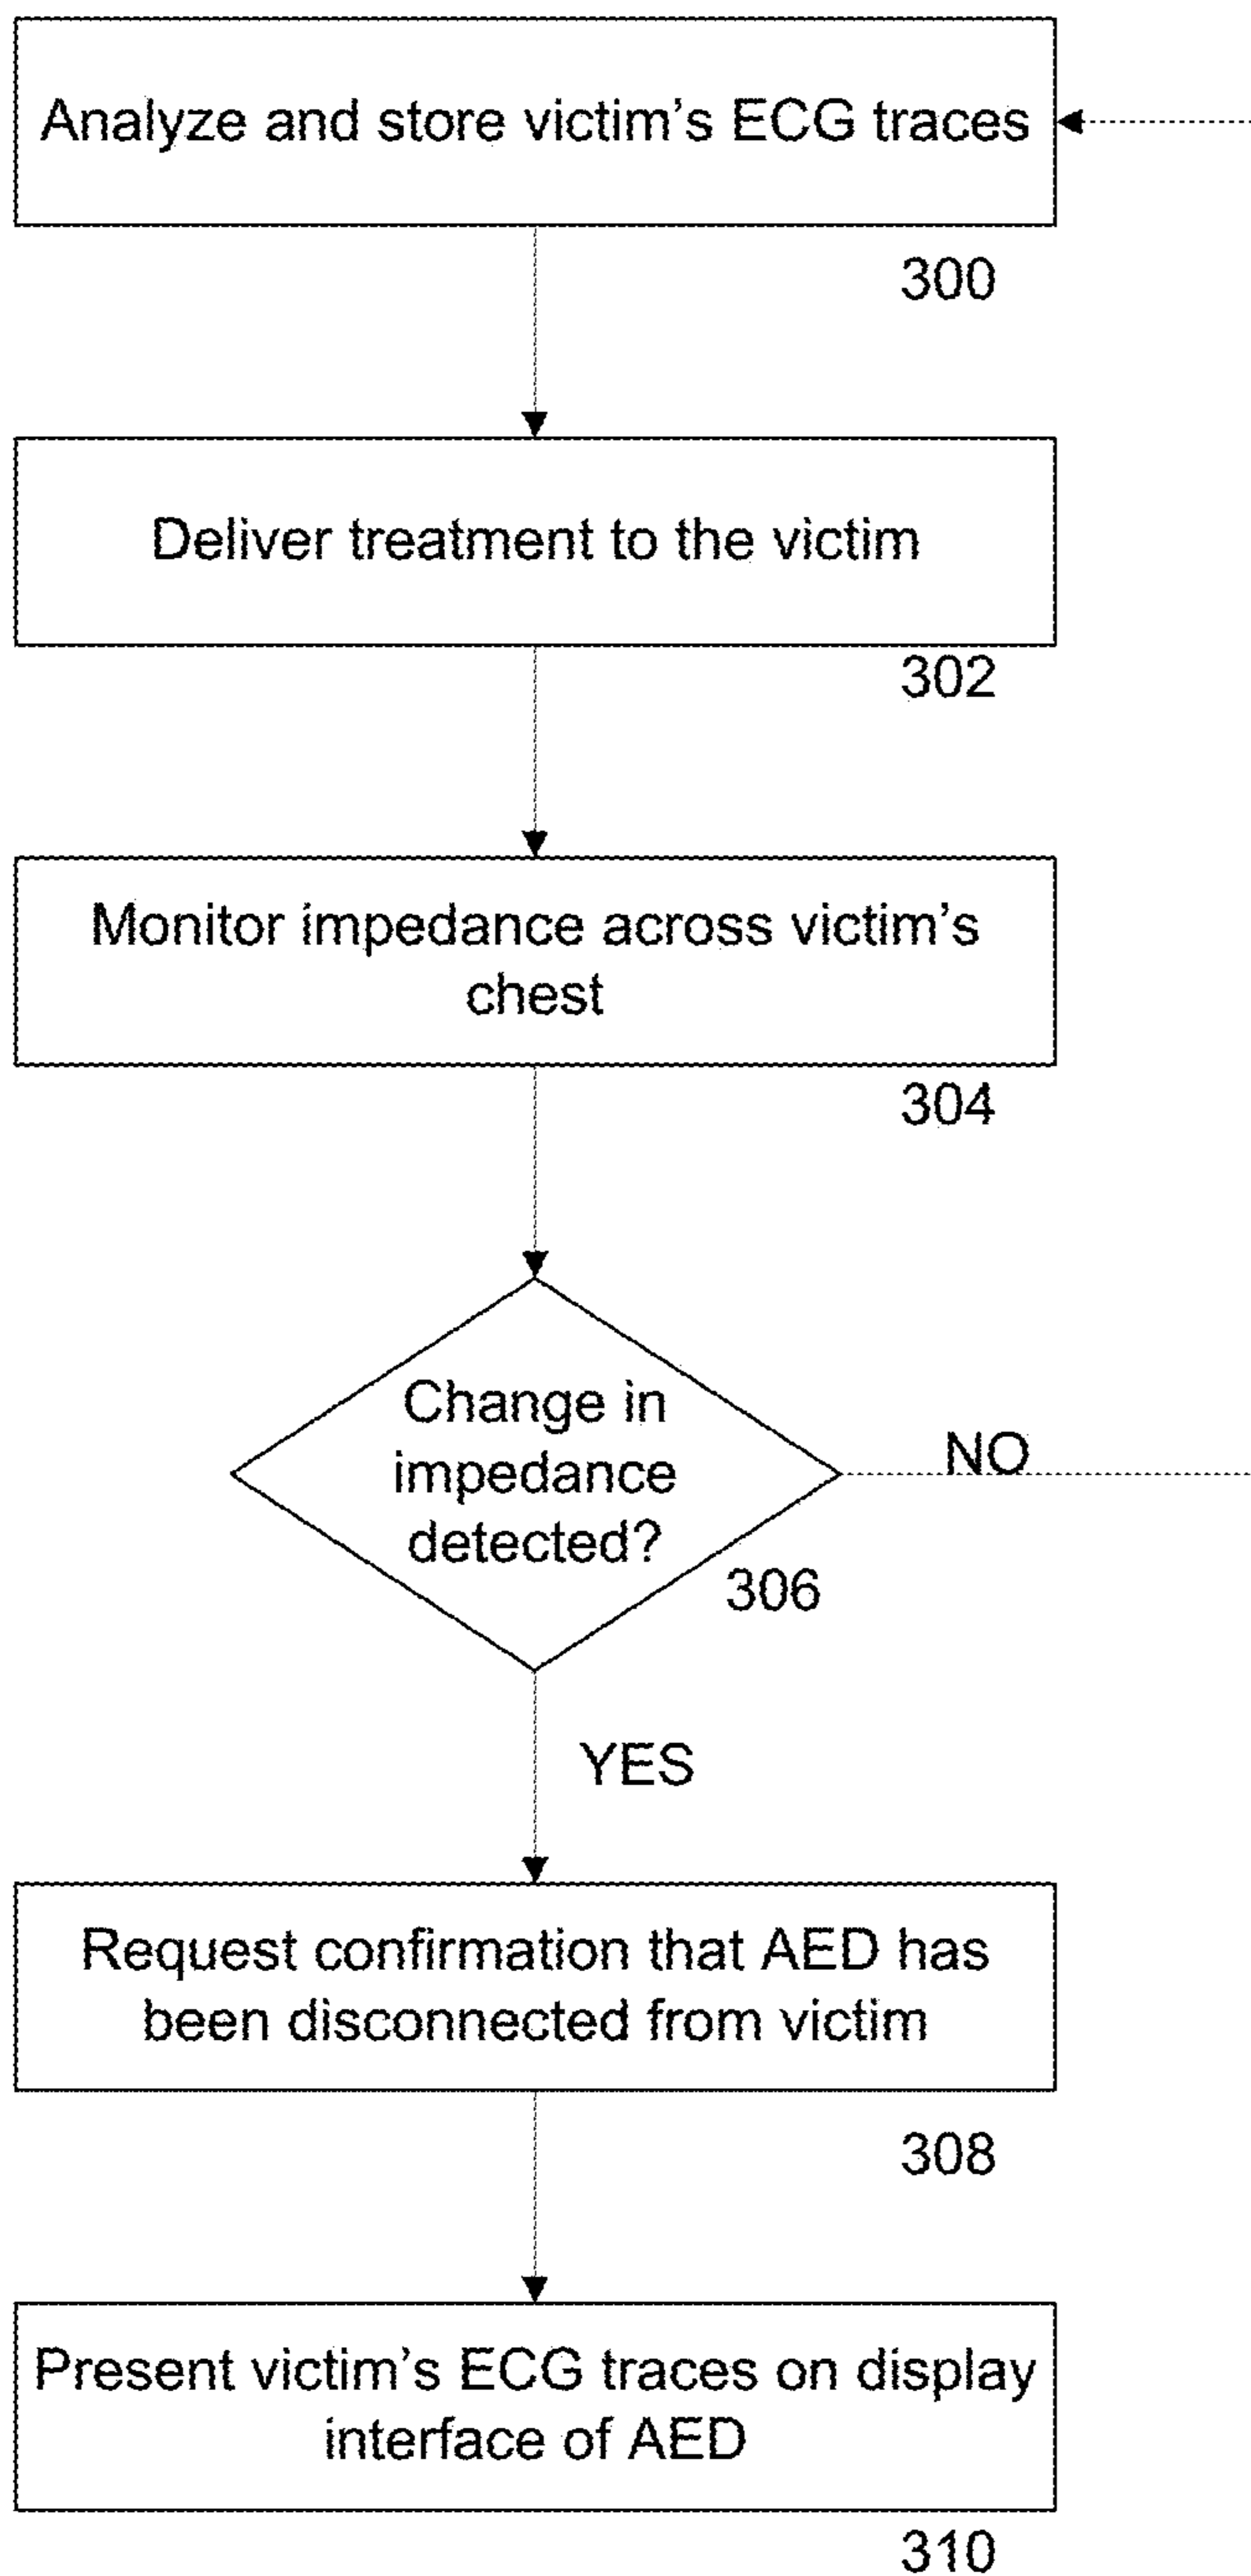 Analyze and store victim's ECG traces
300
Deliver treatment to the victim
302
Monitor impedance across victim's
chest
304
Change in
impedance
detected?
306
NO
YES
Request confirmation that AED has
been disconnected from victim
308
Present victim's ECG traces on display
interface of AED
310